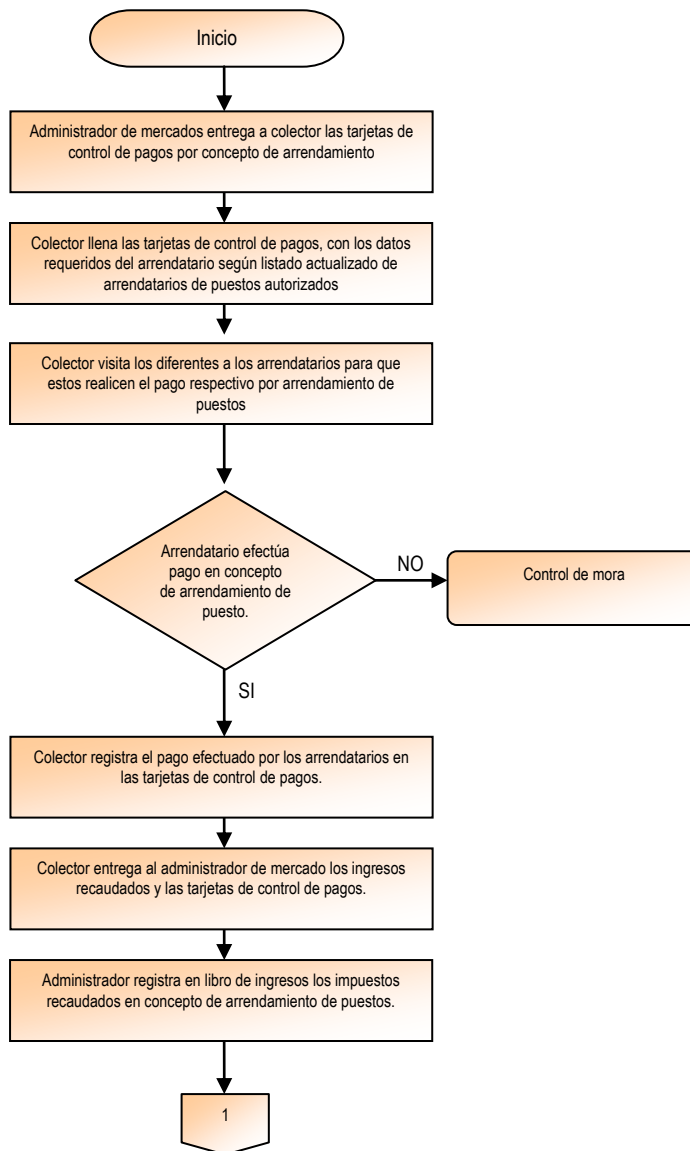 Inicio
Administrador de mercados entrega a colector las tarjetas de
control de pagos por concepto de arrendamiento
Colector llena las tarjetas de control de pagos, con los datos
requeridos del arrendatario según listado actualizado de
arrendatarios de puestos autorizados
Colector visita los diferentes a los arrendatarios para que
estos realicen el pago respectivo por arrendamiento de
puestos
Arrendatario efectúa
pago en concepto
de arrendamiento de
puesto.
NO
Control de mora
SI
Colector registra el pago efectuado por los arrendatarios en
las tarjetas de control de pagos.
Colector entrega al administrador de mercado los ingresos
recaudados y las tarjetas de control de pagos.
Administrador registra en libro de ingresos los impuestos
recaudados en concepto de arrendamiento de puestos.
1